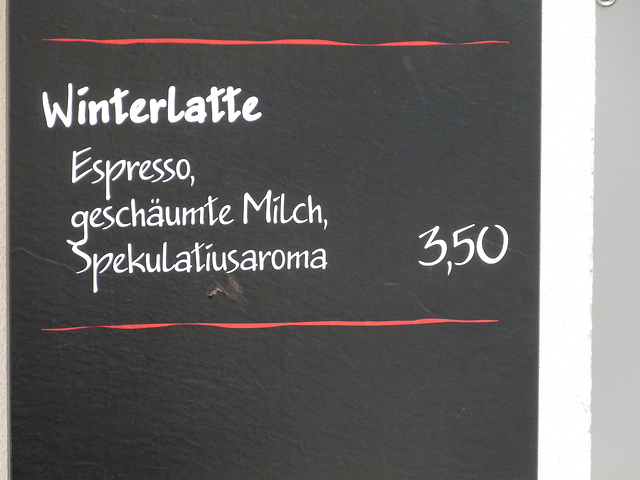 Winterlatte
Espresso,
geschäumte Milch,
Spekulatiusaroma 3,50